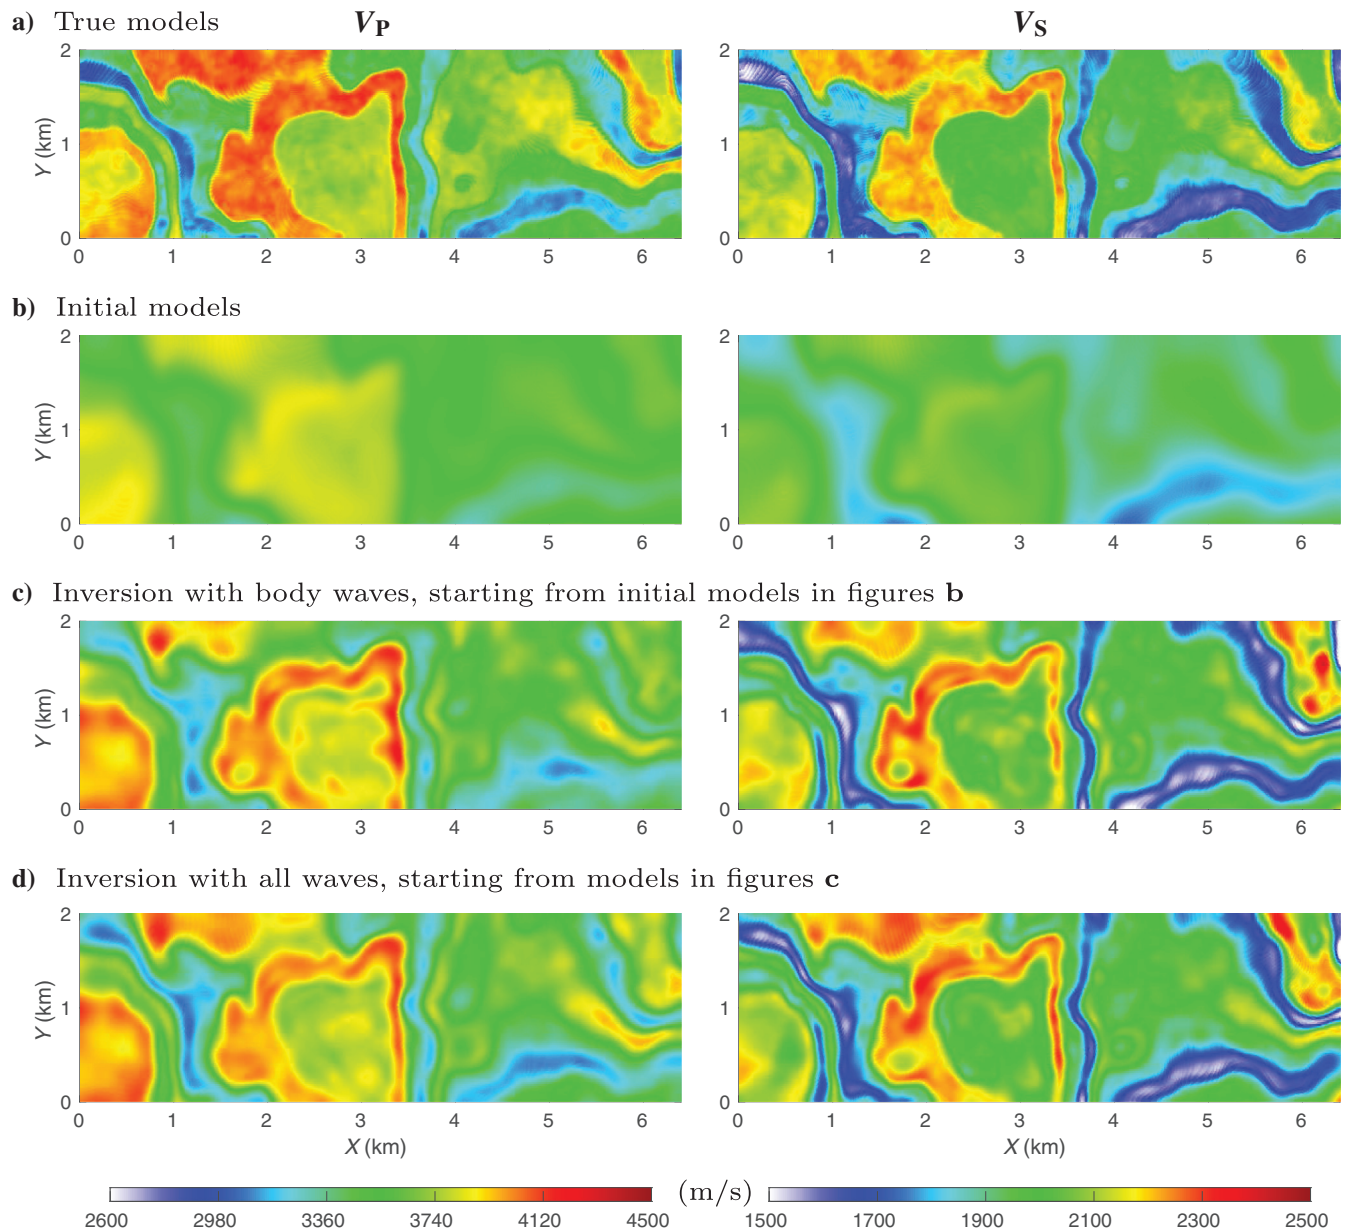 a) True models V_P V_S
2
1
0
Y (km)
0 1 2 3 4 5 6
0 1 2 3 4 5 6
2
1
0
b) Initial models
2
1
0
Y (km)
0 1 2 3 4 5 6
0 1 2 3 4 5 6
2
1
0
c) Inversion with body waves, starting from initial models in figures b
2
1
0
Y (km)
0 1 2 3 4 5 6
0 1 2 3 4 5 6
2
1
0
d) Inversion with all waves, starting from models in figures c
2
1
0
Y (km)
0 1 2 3 4 5 6
0 1 2 3 4 5 6
2
1
0
X (km) X (km)
(m/s)
2600 2980 3360 3740 4120 4500
1500 1700 1900 2100 2300 2500